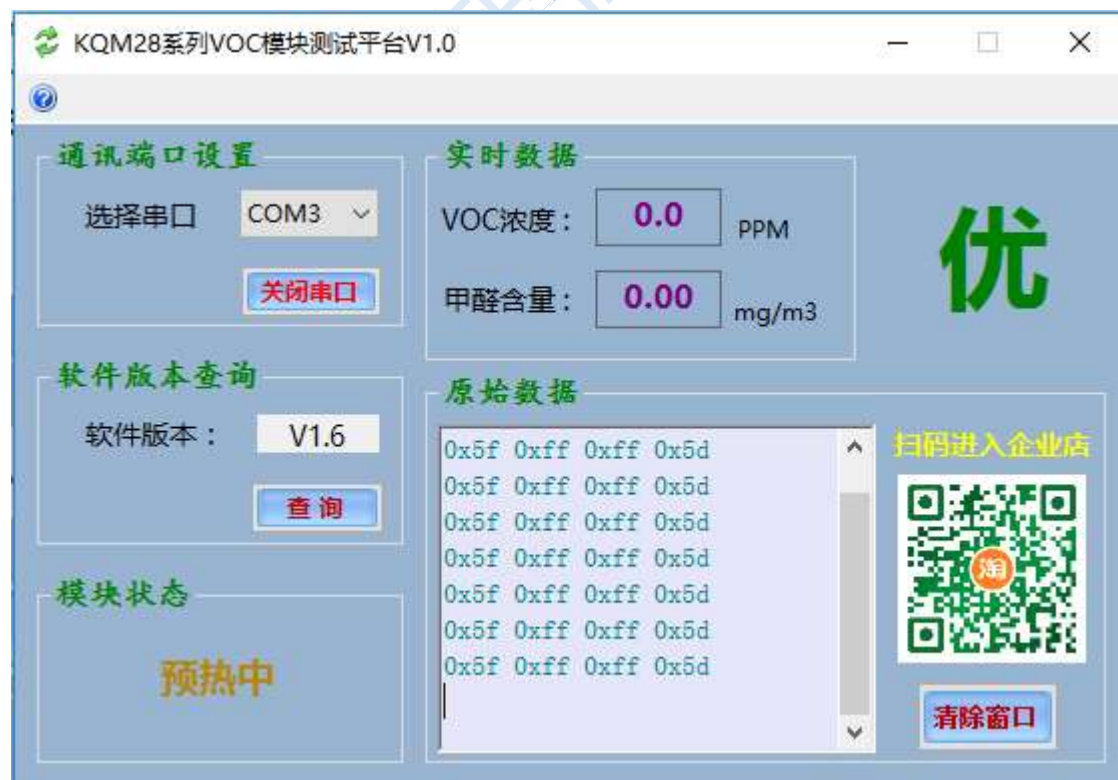 KQM28系列VOC模块测试平台V1.0
通讯端口设置
选择串口 COM3
关闭串口
软件版本查询
软件版本： V1.6
查询
模块状态
预热中
实时数据
VOC浓度： 0.0 PPM
甲醛含量： 0.00 mg/m3
优
原始数据
0x5f 0xff 0xff 0x5d
0x5f 0xff 0xff 0x5d
0x5f 0xff 0xff 0x5d
0x5f 0xff 0xff 0x5d
0x5f 0xff 0xff 0x5d
0x5f 0xff 0xff 0x5d
0x5f 0xff 0xff 0x5d
扫码进入企业店
淘
清除窗口